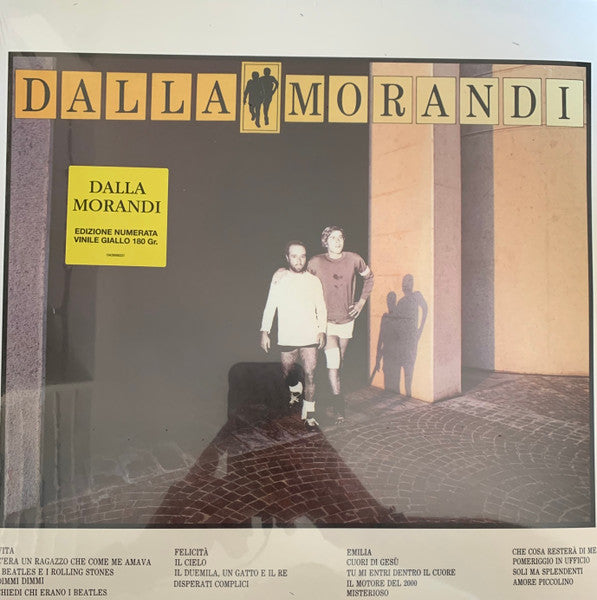 DALLA MORANDI
DALLA
MORANDI
EDIZIONE NUMERATA
VINILE GIALLO 180 Gr.
VITA
C'ERA UN RAGAZZO CHE COME ME AMAVA
I BEATLES E I ROLLING STONES
DIMMI DIMMI
CHIEDI CHI ERANO I BEATLES
FELICITÀ
IL CIELO
IL DUEMILA, UN GATTO E IL RE
DISPERATI COMPLICI
EMILIA
CUORI DI GESÙ
TU MI ENTRI DENTRO IL CUORE
IL MOTORE DEL 2000
MISTERIOSO
CHE COSA RESTERÀ DI ME
POMERIGGIO IN UFFICIO
SOLI MA SPLENDENTI
AMORE PICCOLINO